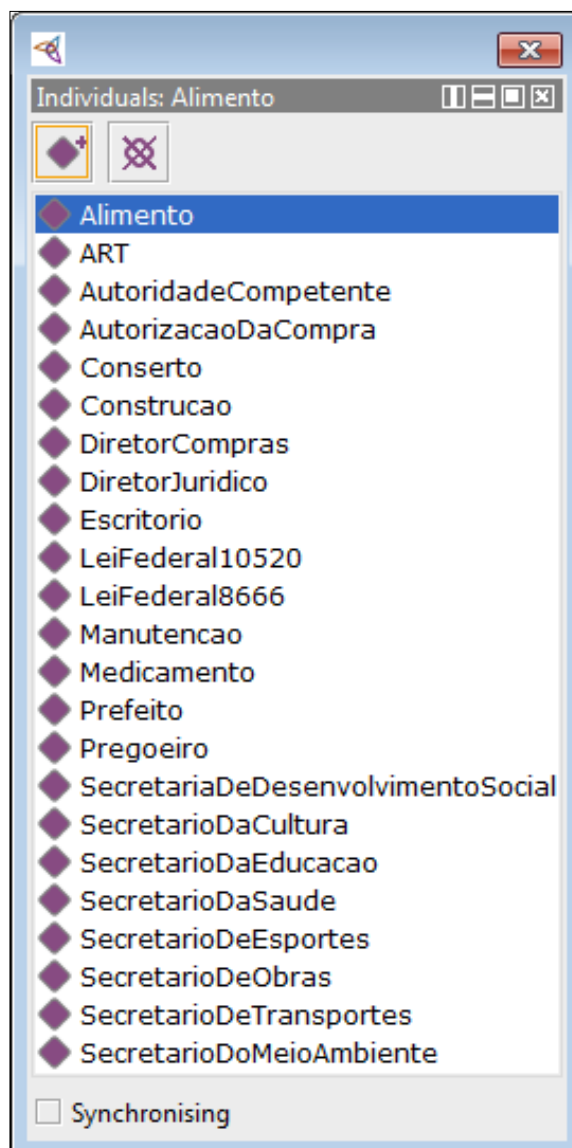 Individuals: Alimento
Alimento
ART
AutoridadeCompetente
AutorizacaoDaCompra
Conserto
Construcao
DiretorCompras
DiretorJuridico
Escritorio
LeiFederal10520
LeiFederal8666
Manutencao
Medicamento
Prefeito
Pregoeiro
SecretariaDeDesenvolvimentoSocial
SecretarioDaCultura
SecretarioDaEducacao
SecretarioDaSaude
SecretarioDeEsportes
SecretarioDeObras
SecretarioDeTransportes
SecretarioDoMeioAmbiente
Synchronising